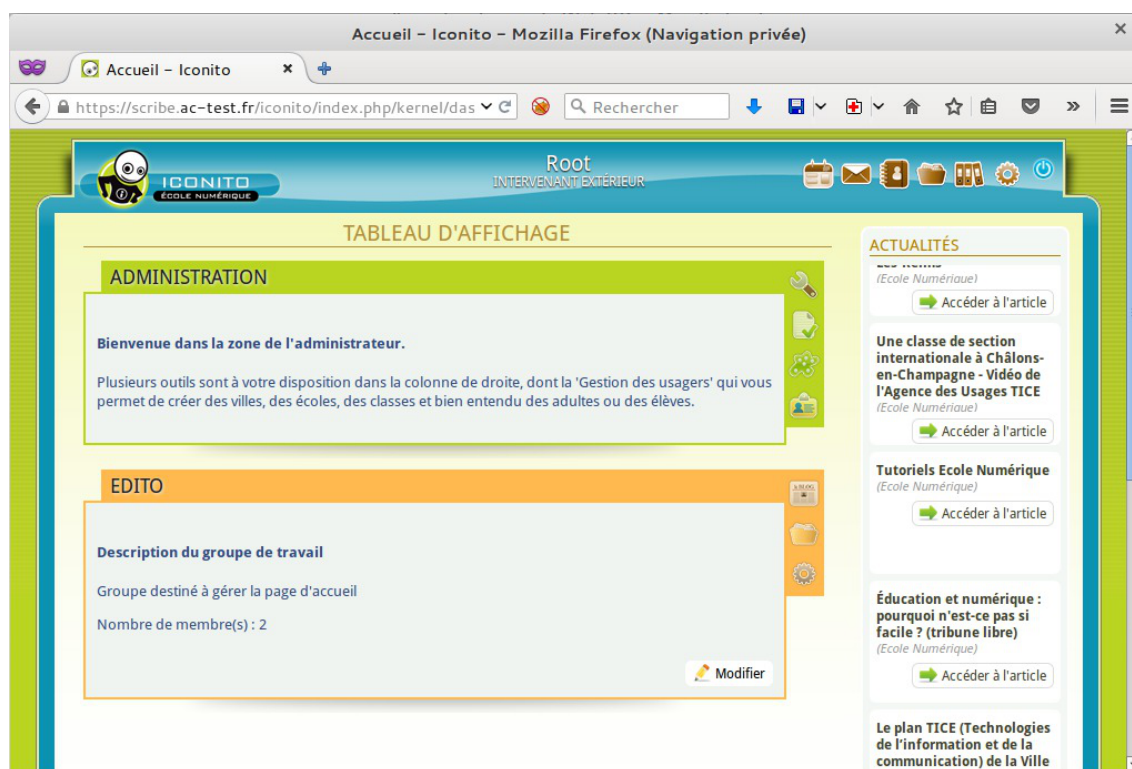 Accueil – Iconito – Mozilla Firefox (Navigation privée)
Accueil – Iconito
https://scribe.ac-test.fr/iconito/index.php/kernel/das
Rechercher
ICONITO
ÉCOLE NUMÉRIQUE
Root
INTERVENANT EXTÉRIEUR
TABLEAU D'AFFICHAGE
ADMINISTRATION
Bienvenue dans la zone de l'administrateur.
Plusieurs outils sont à votre disposition dans la colonne de droite, dont la 'Gestion des usagers' qui vous
permet de créer des villes, des écoles, des classes et bien entendu des adultes ou des élèves.
EDITO
Description du groupe de travail
Groupe destiné à gérer la page d'accueil
Nombre de membre(s) : 2
Modifier
ACTUALITÉS
(Ecole Numérique)
Accéder à l'article
Une classe de section
internationale à Châlons-
en-Champagne - Vidéo de
l'Agence des Usages TICE
(Ecole Numérique)
Accéder à l'article
Tutoriels Ecole Numérique
(Ecole Numérique)
Accéder à l'article
Éducation et numérique :
pourquoi n'est-ce pas si
facile ? (tribune libre)
(Ecole Numérique)
Accéder à l'article
Le plan TICE (Technologies
de l'information et de la
communication) de la Ville